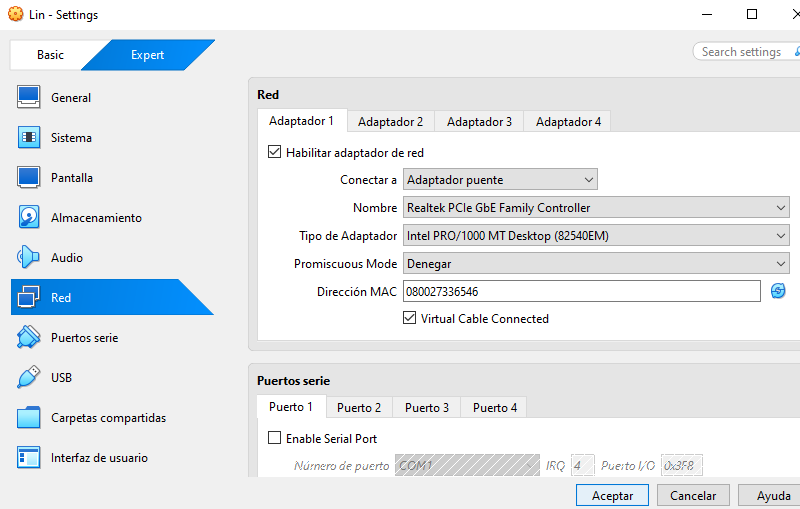 Lin - Settings
Basic
Expert
Search settings
General
Sistema
Pantalla
Almacenamiento
Audio
Red
Puertos serie
USB
Carpetas compartidas
Interfaz de usuario
Red
Adaptador 1
Adaptador 2
Adaptador 3
Adaptador 4
Habilitar adaptador de red
Conectar a
Adaptador puente
Nombre
Realtek PCIe GbE Family Controller
Tipo de Adaptador
Intel PRO/1000 MT Desktop (82540EM)
Promiscuous Mode
Denegar
Dirección MAC
080027336546
Virtual Cable Connected
Puertos serie
Puerto 1
Puerto 2
Puerto 3
Puerto 4
Enable Serial Port
Número de puerto
COM1
IRQ
4
Puerto I/O
0x3F8
Aceptar
Cancelar
Ayuda